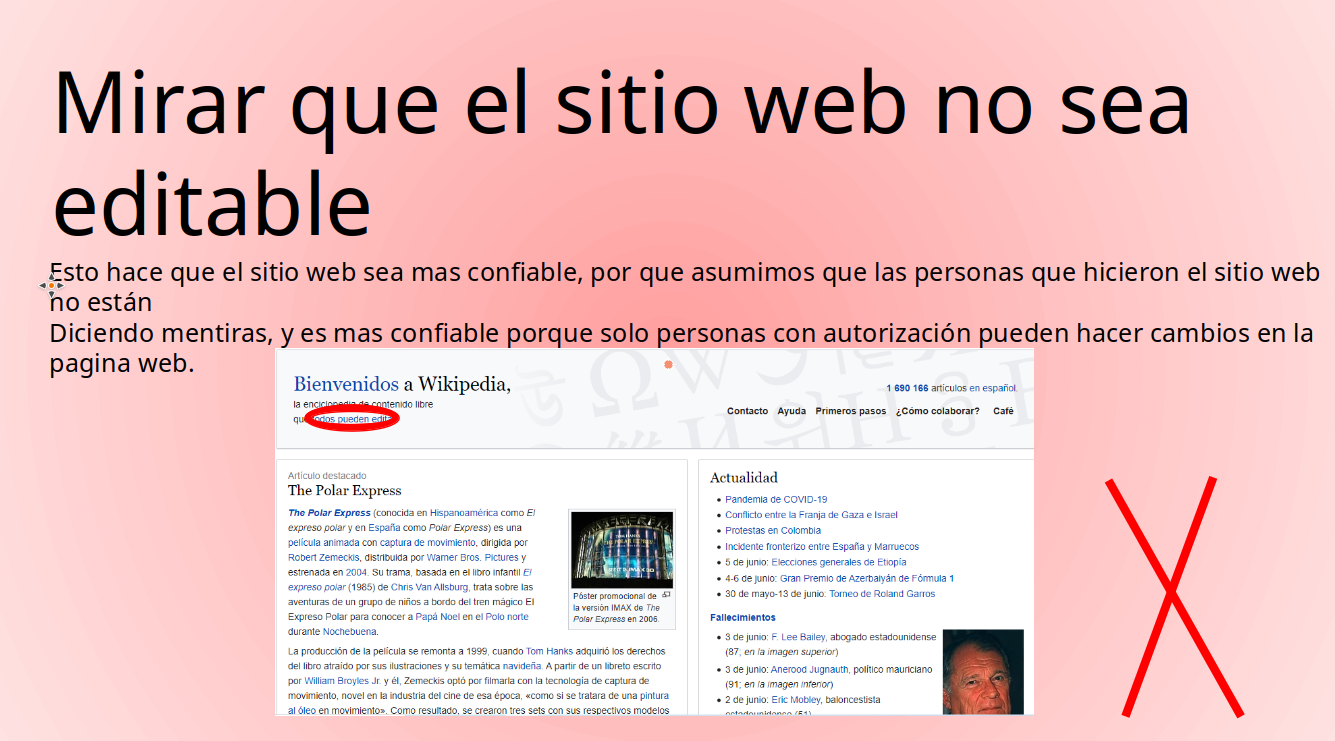 Mirar que el sitio web no sea
editable
Esto hace que el sitio web sea mas confiable, por que asumimos que las personas que hicieron el sitio web
no están
Diciendo mentiras, y es mas confiable porque solo personas con autorización pueden hacer cambios en la
pagina web.
Bienvenidos a Wikipedia,
la enciclopedia de contenido libre
que todos pueden editar
1 690 166 artículos en español.
Contacto Ayuda Primeros pasos ¿Cómo colaborar? Café
Artículo destacado
The Polar Express
The Polar Express (conocida en Hispanoamérica como El
expreso polar y en España como Polar Express) es una
película animada con captura de movimiento, dirigida por
Robert Zemeckis, distribuida por Warner Bros. Pictures y
estrenada en 2004. Su trama, basada en el libro infantil El
expreso polar (1985) de Chris Van Allsburg, trata sobre las
aventuras de un grupo de niños a bordo del tren mágico El
Expreso Polar para conocer a Papá Noel en el Polo norte
durante Nochebuena.
Póster promocional de
la versión IMAX de The
Polar Express en 2006.
La producción de la película se remonta a 1999, cuando Tom Hanks adquirió los derechos
del libro atraído por sus ilustraciones y su temática navideña. A partir de un libreto escrito
por William Broyles Jr. y él, Zemeckis optó por filmarla con la tecnología de captura de
movimiento, novel en la industria del cine de esa época, «como si se tratara de una pintura
al óleo en movimiento». Como resultado, se crearon tres sets con sus respectivos modelos
Actualidad
Pandemia de COVID-19
Conflicto entre la Franja de Gaza e Israel
Protestas en Colombia
Incidente fronterizo entre España y Marruecos
5 de junio: Elecciones generales de Etiopía
4-6 de junio: Gran Premio de Azerbaiyán de Fórmula 1
30 de mayo-13 de junio: Torneo de Roland Garros
Fallecimientos
3 de junio: F. Lee Bailey, abogado estadounidense
(87; en la imagen superior)
3 de junio: Anerood Jugnauth, político mauriciano
(91; en la imagen inferior)
2 de junio: Eric Mobley, baloncestista
estadounidense (51)